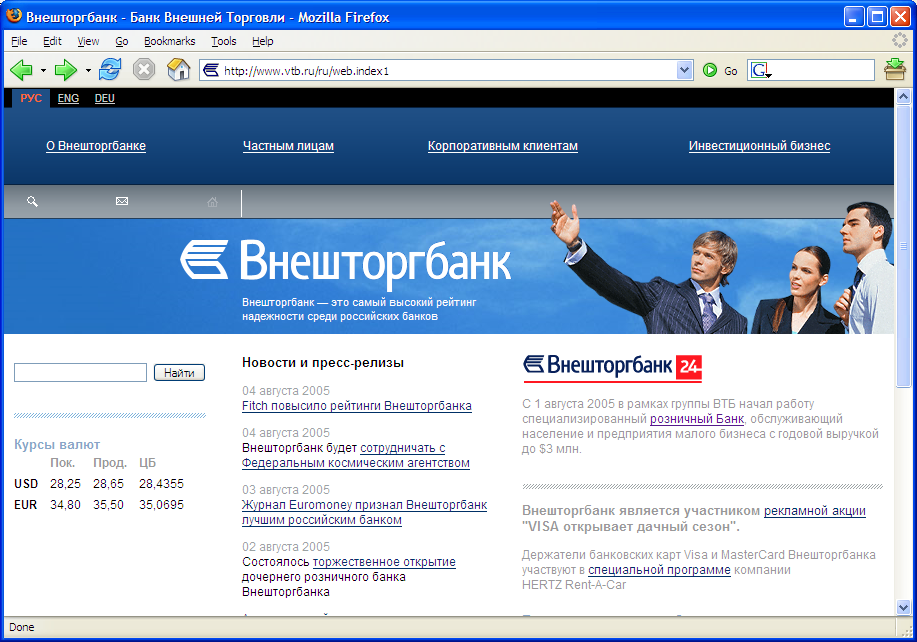 Внешторгбанк - Банк Внешней Торговли - Mozilla Firefox
File Edit View Go Bookmarks Tools Help
http://www.vtb.ru/ru/web.index1 Go G
РУС ENG DEU
О Внешторгбанке Частным лицам Корпоративным клиентам Инвестиционный бизнес
Внешторгбанк
Внешторгбанк — это самый высокий рейтинг
надежности среди российских банков
Найти
Курсы валют
Пок. Прод. ЦБ
USD 28,25 28,65 28,4355
EUR 34,80 35,50 35,0695
Новости и пресс-релизы
04 августа 2005
Fitch повысило рейтинги Внешторгбанка
04 августа 2005
Внешторгбанк будет сотрудничать с
Федеральным космическим агентством
03 августа 2005
Журнал Euromoney признал Внешторгбанк
лучшим российским банком
02 августа 2005
Состоялось торжественное открытие
дочернего розничного банка
Внешторгбанка
Внешторгбанк 24
С 1 августа 2005 в рамках группы ВТБ начал работу
специализированный розничный Банк, обслуживающий
население и предприятия малого бизнеса с годовой выручкой
до $3 млн.
Внешторгбанк является участником рекламной акции
"VISA открывает дачный сезон".
Держатели банковских карт Visa и MasterCard Внешторгбанка
участвуют в специальной программе компании
HERTZ Rent-A-Car
Done